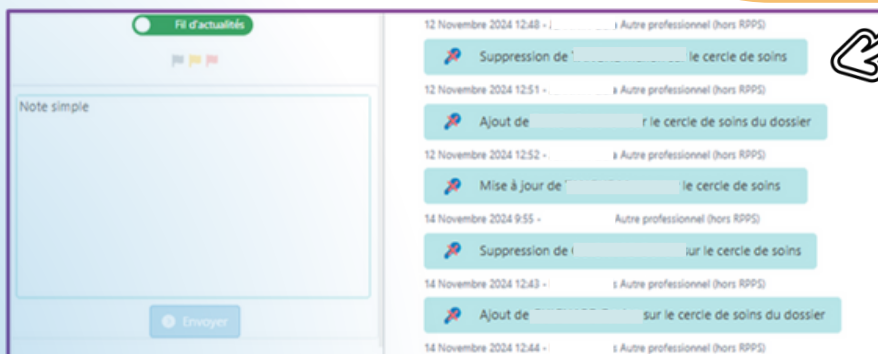 Fil d'actualités
Note simple
Envoyer
12 Novembre 2024 12:48 - Autre professionnel (hors RPPS)
Suppression de le cercle de soins
12 Novembre 2024 12:51 - Autre professionnel (hors RPPS)
Ajout de r le cercle de soins du dossier
12 Novembre 2024 12:52 - Autre professionnel (hors RPPS)
Mise à jour de le cercle de soins
14 Novembre 2024 9:55 - Autre professionnel (hors RPPS)
Suppression de sur le cercle de soins
14 Novembre 2024 12:43 - Autre professionnel (hors RPPS)
Ajout de sur le cercle de soins du dossier
14 Novembre 2024 12:44 - Autre professionnel (hors RPPS)